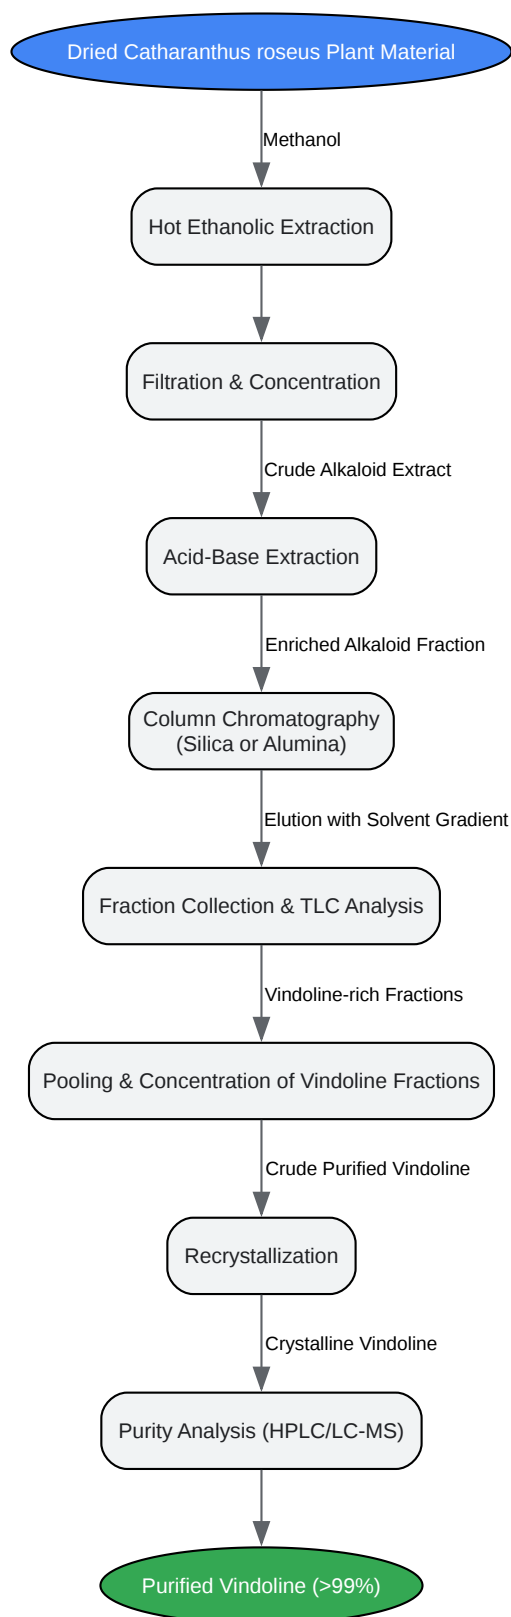 Dried Catharanthus roseus Plant Material
Methanol
Hot Ethanolic Extraction
Filtration & Concentration
Crude Alkaloid Extract
Acid-Base Extraction
Enriched Alkaloid Fraction
Column Chromatography
(Silica or Alumina)
Elution with Solvent Gradient
Fraction Collection & TLC Analysis
Vindoline-rich Fractions
Pooling & Concentration of Vindoline Fractions
Crude Purified Vindoline
Recrystallization
Crystalline Vindoline
Purity Analysis (HPLC/LC-MS)
Purified Vindoline (>99%)